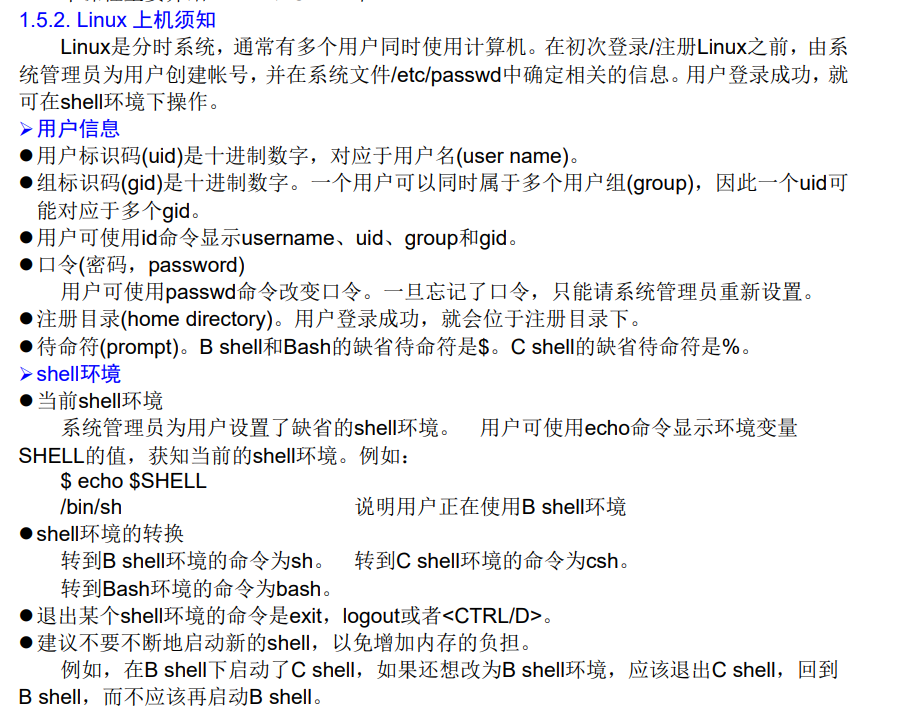 1.5.2. Linux 上机须知
Linux是分时系统，通常有多个用户同时使用计算机。在初次登录/注册Linux之前，由系
统管理员为用户创建帐号，并在系统文件/etc/passwd中确定相关的信息。用户登录成功，就
可在shell环境下操作。
➢用户信息
●用户标识码(uid)是十进制数字，对应于用户名(user name)。
●组标识码(gid)是十进制数字。一个用户可以同时属于多个用户组(group)，因此一个uid可
能对应于多个gid。
●用户可使用id命令显示username、uid、group和gid。
●口令(密码，password)
用户可使用passwd命令改变口令。一旦忘记了口令，只能请系统管理员重新设置。
●注册目录(home directory)。用户登录成功，就会位于注册目录下。
●待命符(prompt)。B shell和Bash的缺省待命符是$。C shell的缺省待命符是%。
➢shell环境
●当前shell环境
系统管理员为用户设置了缺省的shell环境。 用户可使用echo命令显示环境变量
SHELL的值，获知当前的shell环境。例如：
$ echo $SHELL
/bin/sh 说明用户正在使用B shell环境
●shell环境的转换
转到B shell环境的命令为sh。 转到C shell环境的命令为csh。
转到Bash环境的命令为bash。
●退出某个shell环境的命令是exit，logout或者<CTRL/D>。
●建议不要不断地启动新的shell，以免增加内存的负担。
例如，在B shell下启动了C shell，如果还想改为B shell环境，应该退出C shell，回到
B shell，而不应该再启动B shell。